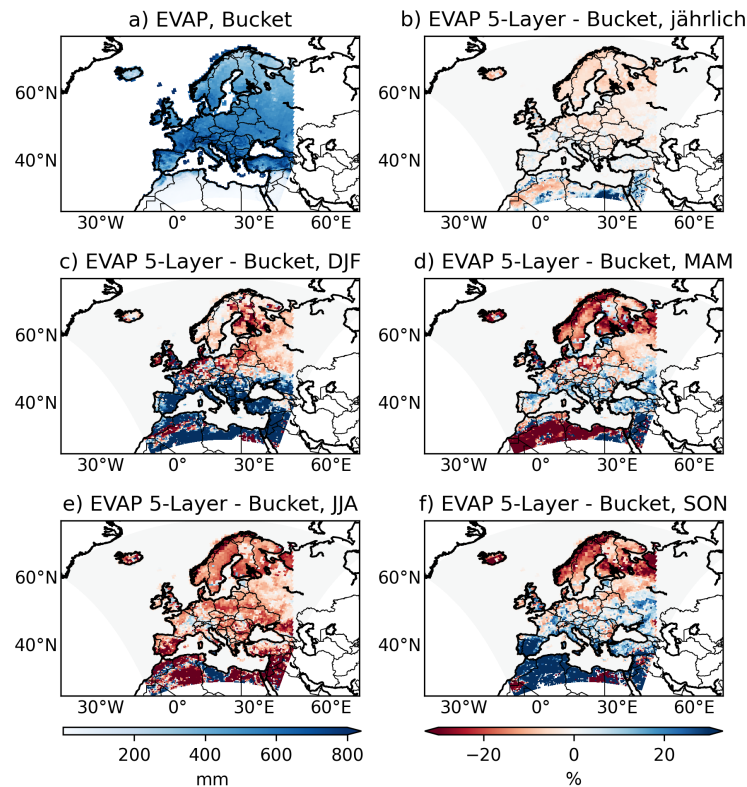 a) EVAP, Bucket
b) EVAP 5-Layer - Bucket, jährlich
60°N
40°N
30°W 0° 30°E 60°E
60°N
40°N
30°W 0° 30°E 60°E
c) EVAP 5-Layer - Bucket, DJF
d) EVAP 5-Layer - Bucket, MAM
60°N
40°N
30°W 0° 30°E 60°E
60°N
40°N
30°W 0° 30°E 60°E
e) EVAP 5-Layer - Bucket, JJA
f) EVAP 5-Layer - Bucket, SON
60°N
40°N
30°W 0° 30°E 60°E
60°N
40°N
30°W 0° 30°E 60°E
200 400 600 800
mm
−20 0 20
%